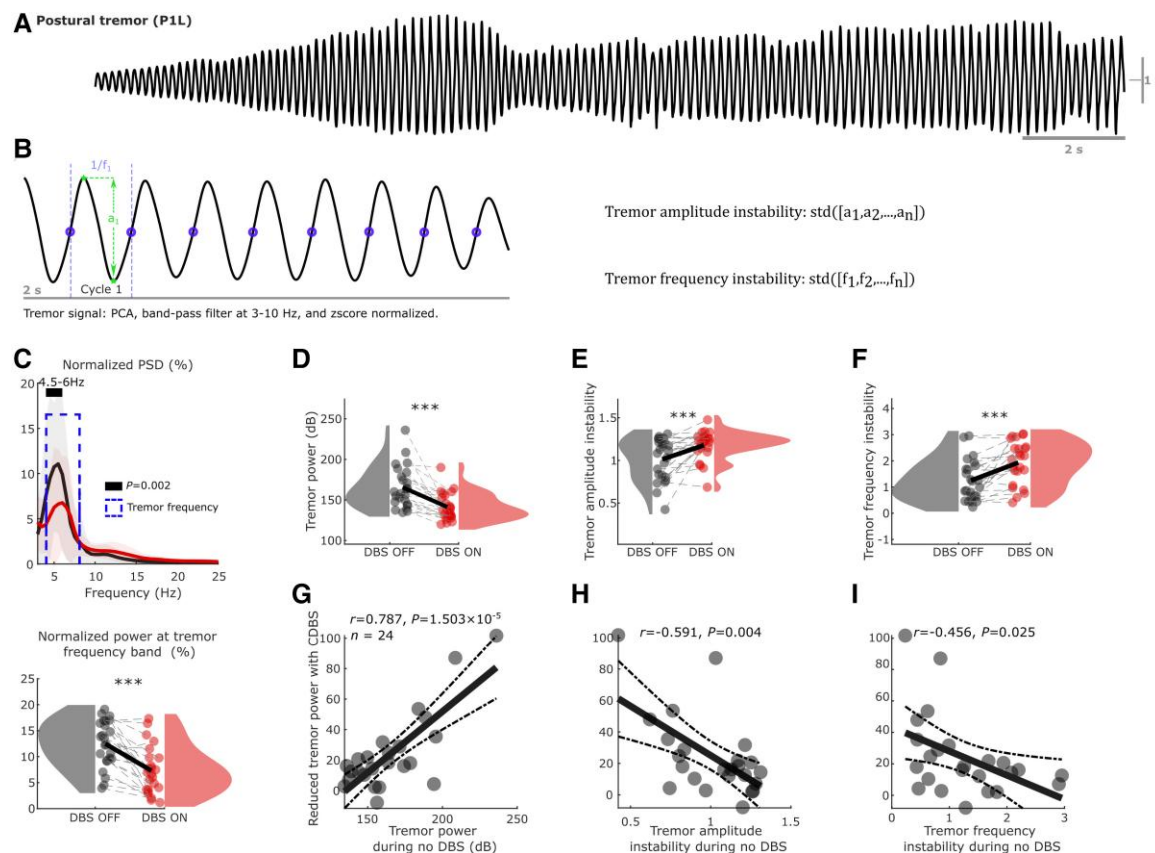 A Postural tremor (P1L)
1
2 s
B
1/f1
a1
Cycle 1
2 s
Tremor signal: PCA, band-pass filter at 3-10 Hz, and zscore normalized.
Tremor amplitude instability: std([a1,a2,...,an])
Tremor frequency instability: std([f1,f2,...,fn])
C
Normalized PSD (%)
4.5-6Hz
20
15
10
5
0
P=0.002
Tremor frequency
5 10 15 20 25
Frequency (Hz)
Normalized power at tremor
frequency band (%)
***
20
15
10
5
0
DBS OFF DBS ON
D
***
Tremor power (dB)
250
200
150
100
DBS OFF DBS ON
E
***
Tremor amplitude instability
1.5
1
0.5
DBS OFF DBS ON
F
***
Tremor frequency instability
4
3
2
1
0
-1
DBS OFF DBS ON
G
r=0.787, P=1.503×10-5
n = 24
Reduced tremor power with CDBS
100
80
60
40
20
0
150 200 250
Tremor power
during no DBS (dB)
H
r=-0.591, P=0.004
100
80
60
40
20
0
0.5 1 1.5
Tremor amplitude
instability during no DBS
I
r=-0.456, P=0.025
100
80
60
40
20
0
0 1 2 3
Tremor frequency
instability during no DBS